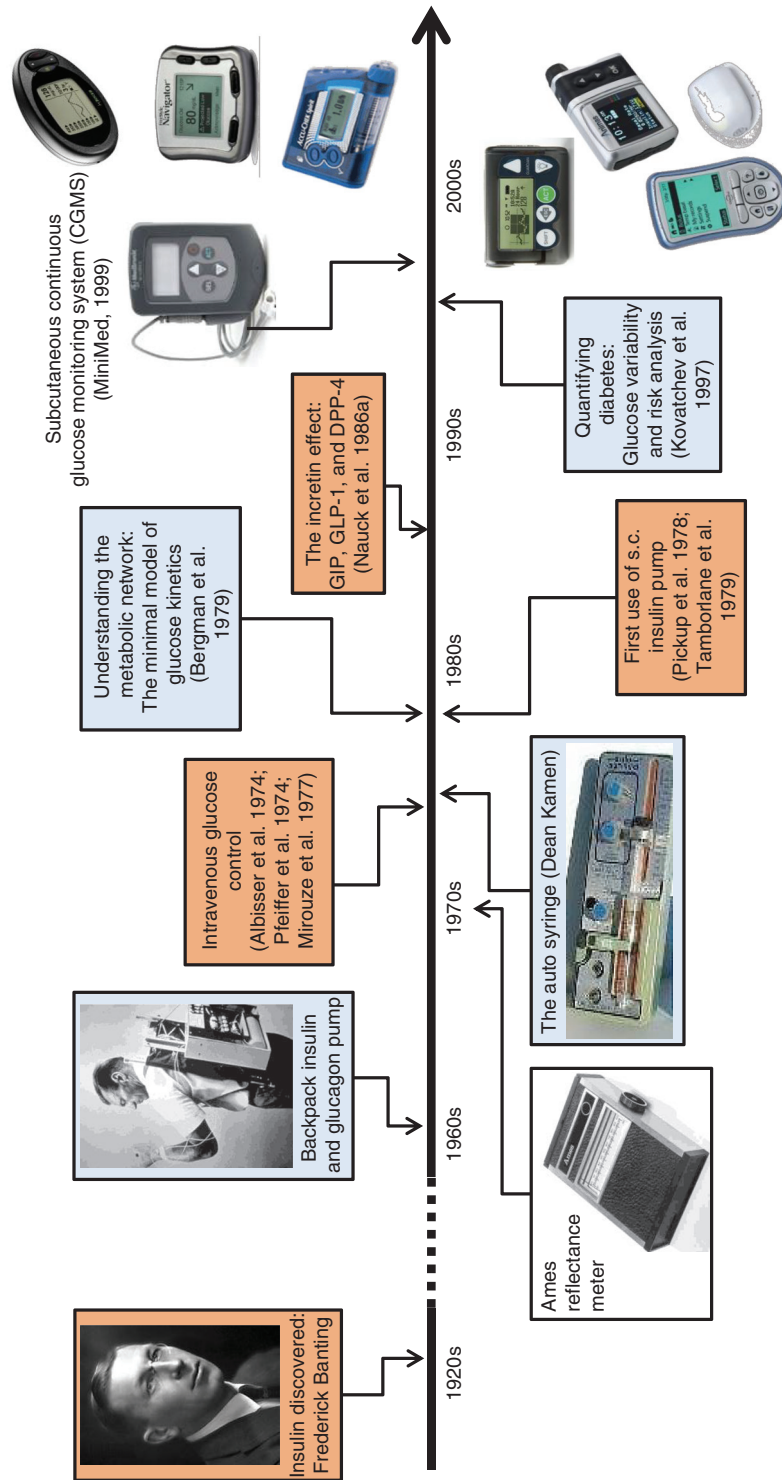 Insulin discovered:
Frederick Banting
Backpack insulin
and glucagon pump
Intravenous glucose
control
(Albisser et al. 1974;
Pfeiffer et al. 1974;
Mirouze et al. 1977)
Understanding the
metabolic network:
The minimal model of
glucose kinetics
(Bergman et al.
1979)
The incretin effect:
GIP, GLP-1, and DPP-4
(Nauck et al. 1986a)
Subcutaneous continuous
glucose monitoring system (CGMS)
(MiniMed, 1999)
Navigator
80
ACCU-CHEK Spirit
1920s
1960s
1970s
1980s
1990s
2000s
Ames
reflectance
meter
The auto syringe (Dean Kamen)
First use of s.c.
insulin pump
(Pickup et al. 1978;
Tamborlane et al.
1979)
Quantifying
diabetes:
Glucose variability
and risk analysis
(Kovatchev et al.
1997)
10:13